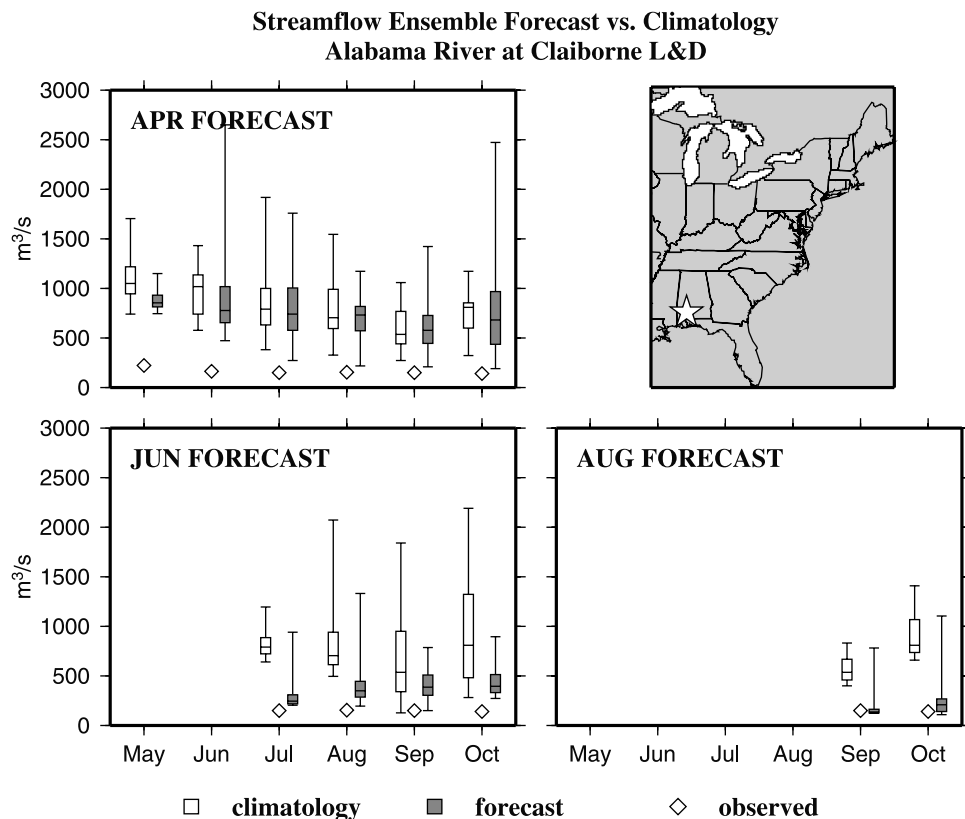 Streamflow Ensemble Forecast vs. Climatology
Alabama River at Claiborne L&D
3000
2500
2000
1500
1000
500
0
m³/s
APR FORECAST
3000
2500
2000
1500
1000
500
0
m³/s
JUN FORECAST
May Jun Jul Aug Sep Oct
AUG FORECAST
May Jun Jul Aug Sep Oct
climatology forecast observed